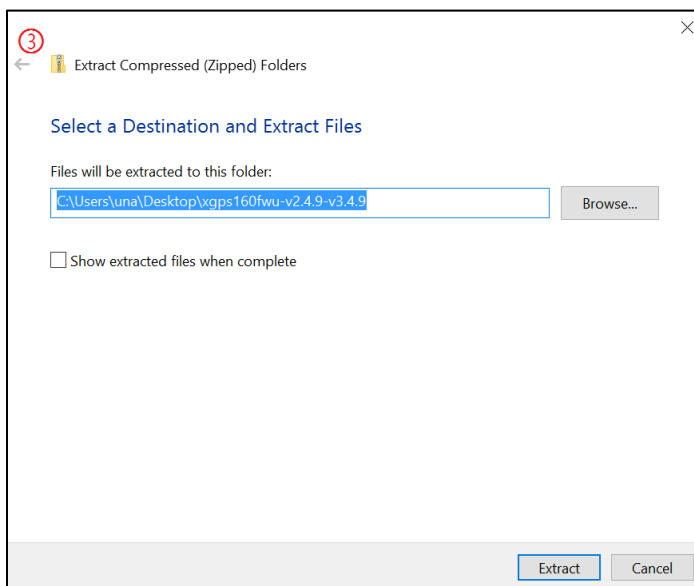 ③
Extract Compressed (Zipped) Folders
Select a Destination and Extract Files
Files will be extracted to this folder:
C:\Users\una\Desktop\xgps160fwu-v2.4.9-v3.4.9
Browse...
Show extracted files when complete
Extract Cancel